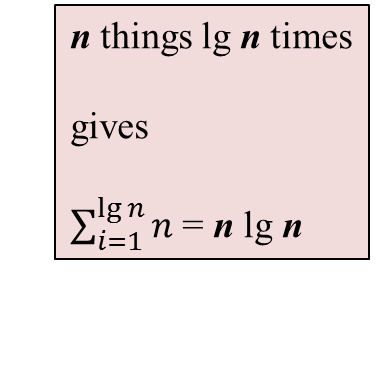 n things lg n times
gives
∑_{i=1}^{lg n} n = n lg n